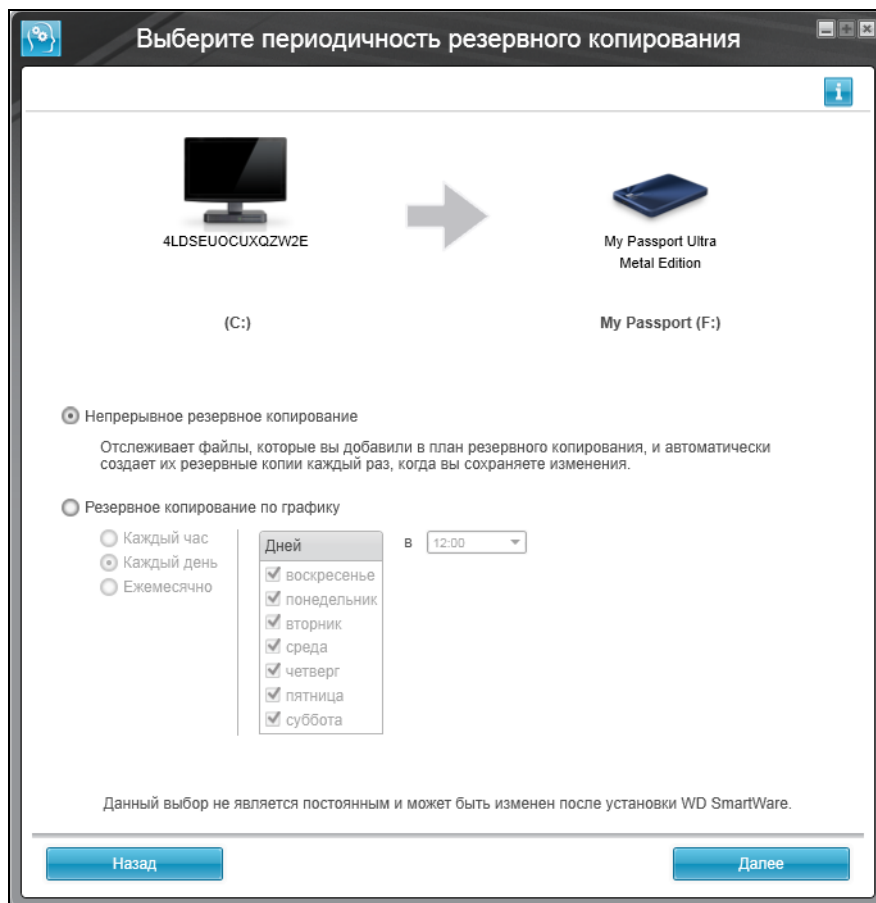 Выберите периодичность резервного копирования
4LDSEUOCUXQZW2E
My Passport Ultra
Metal Edition
(C:)
My Passport (F:)
Непрерывное резервное копирование
Отслеживает файлы, которые вы добавили в план резервного копирования, и автоматически
создает их резервные копии каждый раз, когда вы сохраняете изменения.
Резервное копирование по графику
Каждый час
Каждый день
Ежемесячно
Дней
воскресенье
понедельник
вторник
среда
четверг
пятница
суббота
в
12:00
Данный выбор не является постоянным и может быть изменен после установки WD SmartWare.
Назад
Далее